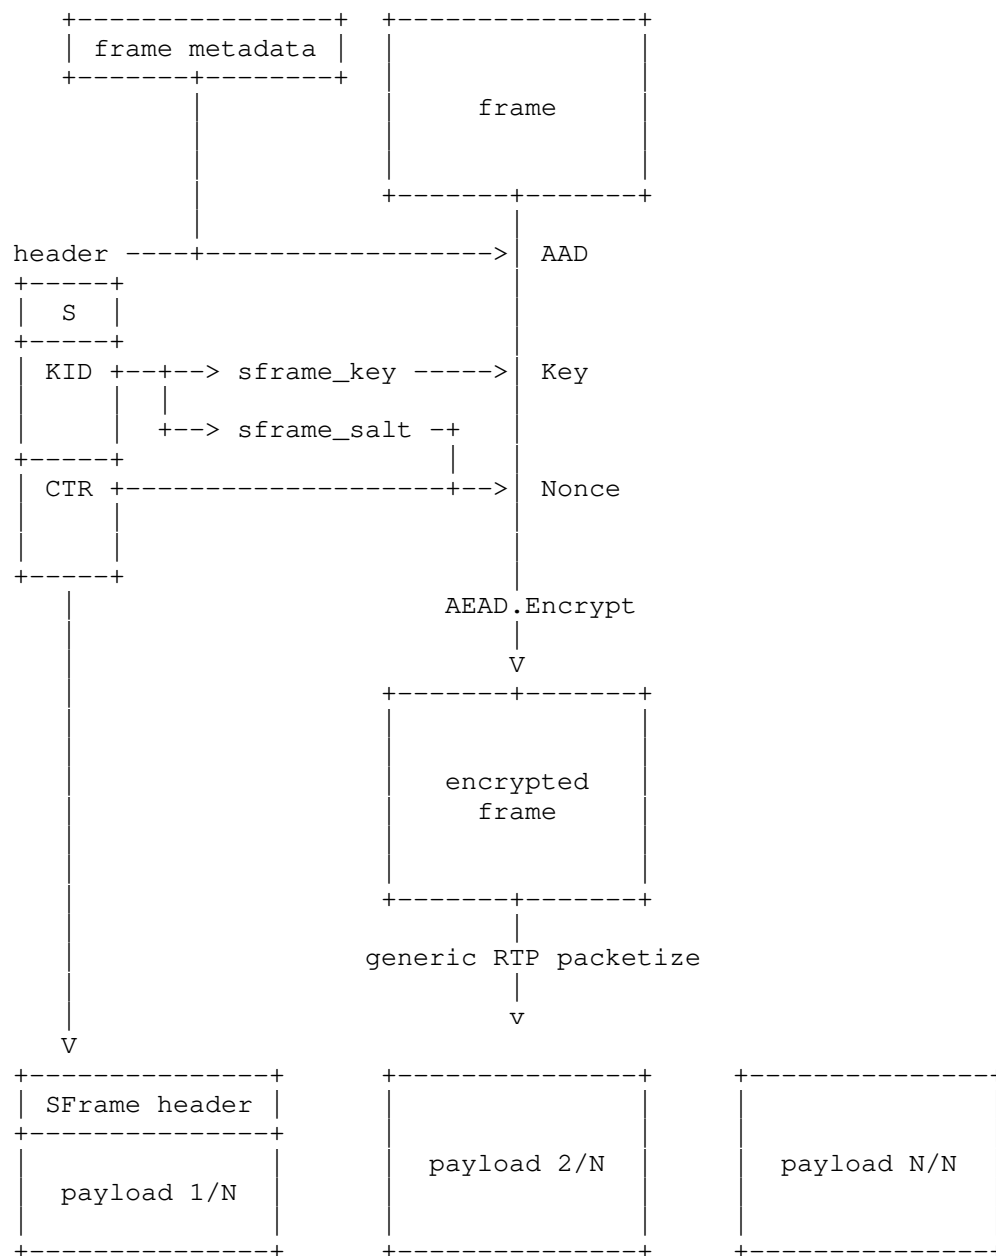 frame metadata
frame
header AAD
S
KID sframe_key Key
sframe_salt
CTR Nonce
AEAD.Encrypt
V
encrypted
frame
generic RTP packetize
v
V
SFrame header
payload 2/N payload N/N
payload 1/N